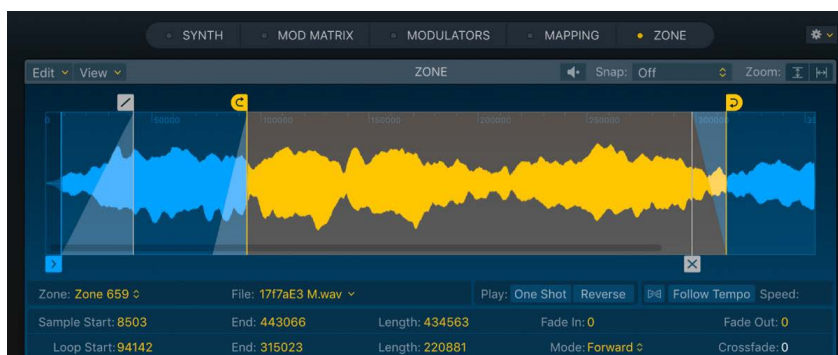 SYNTH MOD MATRIX MODULATORS MAPPING ZONE
Edit View ZONE Snap: Off Zoom:
0 50000 100000 150000 200000 250000 300000 35
Zone: Zone 659 File: 17f7aE3 M.wav Play: One Shot Reverse Follow Tempo Speed:
Sample Start: 8503 End: 443066 Length: 434563 Fade In: 0 Fade Out: 0
Loop Start: 94142 End: 315023 Length: 220881 Mode: Forward Crossfade: 0